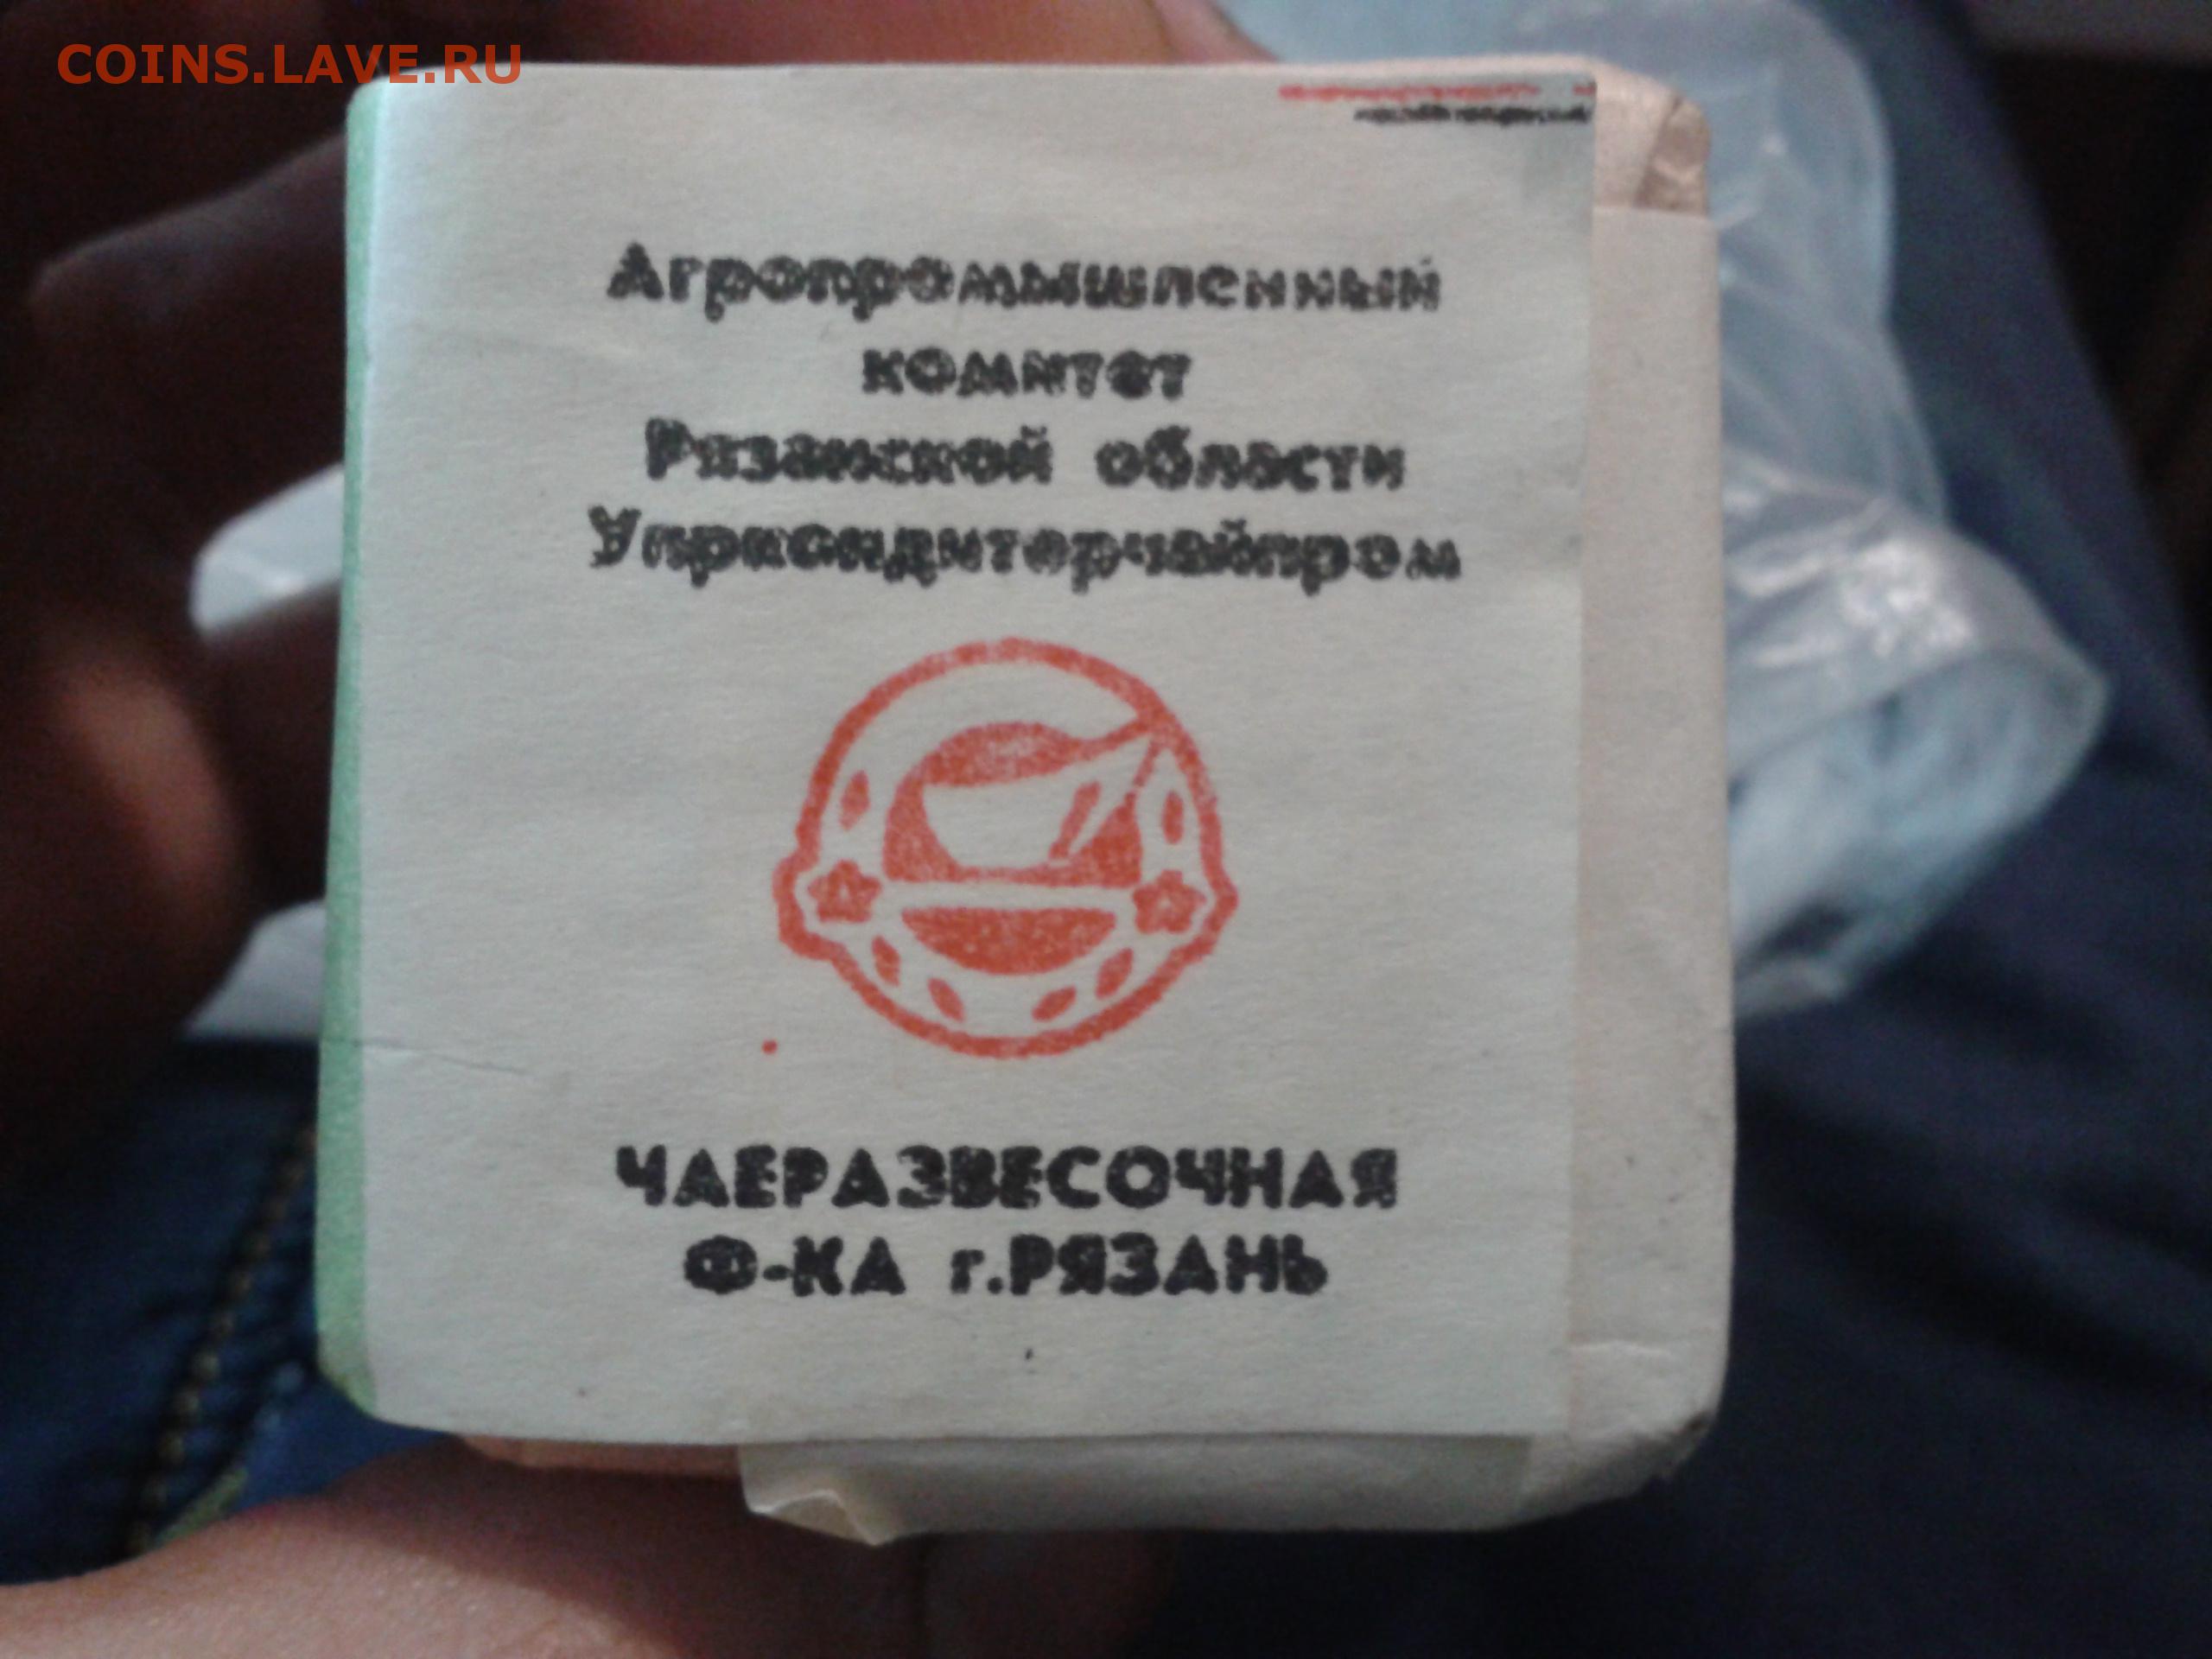 COINS.LAVE.RU
Агропромышленный
комитет
Рязанской области
Упркондитерчайпром
ЧАЕРАЗВЕСОЧНАЯ
Ф-КА г.РЯЗАНЬ